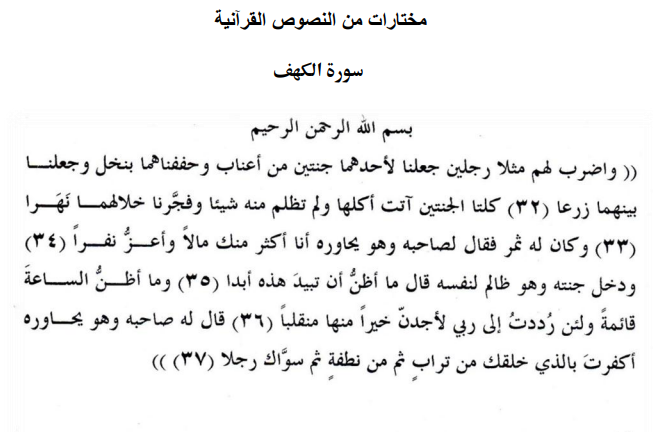 مختارات من النصوص القرآنية
سورة الكهف
بسم الله الرحمن الرحيم
(( واضرب لهم مثلا رجلين جعلنا لأحدهما جنتين من أعناب وحففناهما بنخل وجعلنا
بينهما زرعا (٣٢) كلتا الجنتين آتت أكلها ولم تظلم منه شيئا وفجَّرنا خلالهما نَهَرا
(٣٣) وكان له ثمر فقال لصاحبه وهو يحاوره أنا أكثر منك مالاً وأعزُّ نفراً (٣٤)
ودخل جنته وهو ظالم لنفسه قال ما أظنُّ أن تبيدَ هذه أبدا (٣٥) وما أظنُّ الساعةَ
قائمةً ولئن رُددتُ إلى ربي لأجدنّ خيراً منها منقلباً (٣٦) قال له صاحبه وهو يحاوره
أكفرتَ بالذي خلقك من ترابٍ ثم من نطفةٍ ثم سوَّاك رجلا (٣٧) ))